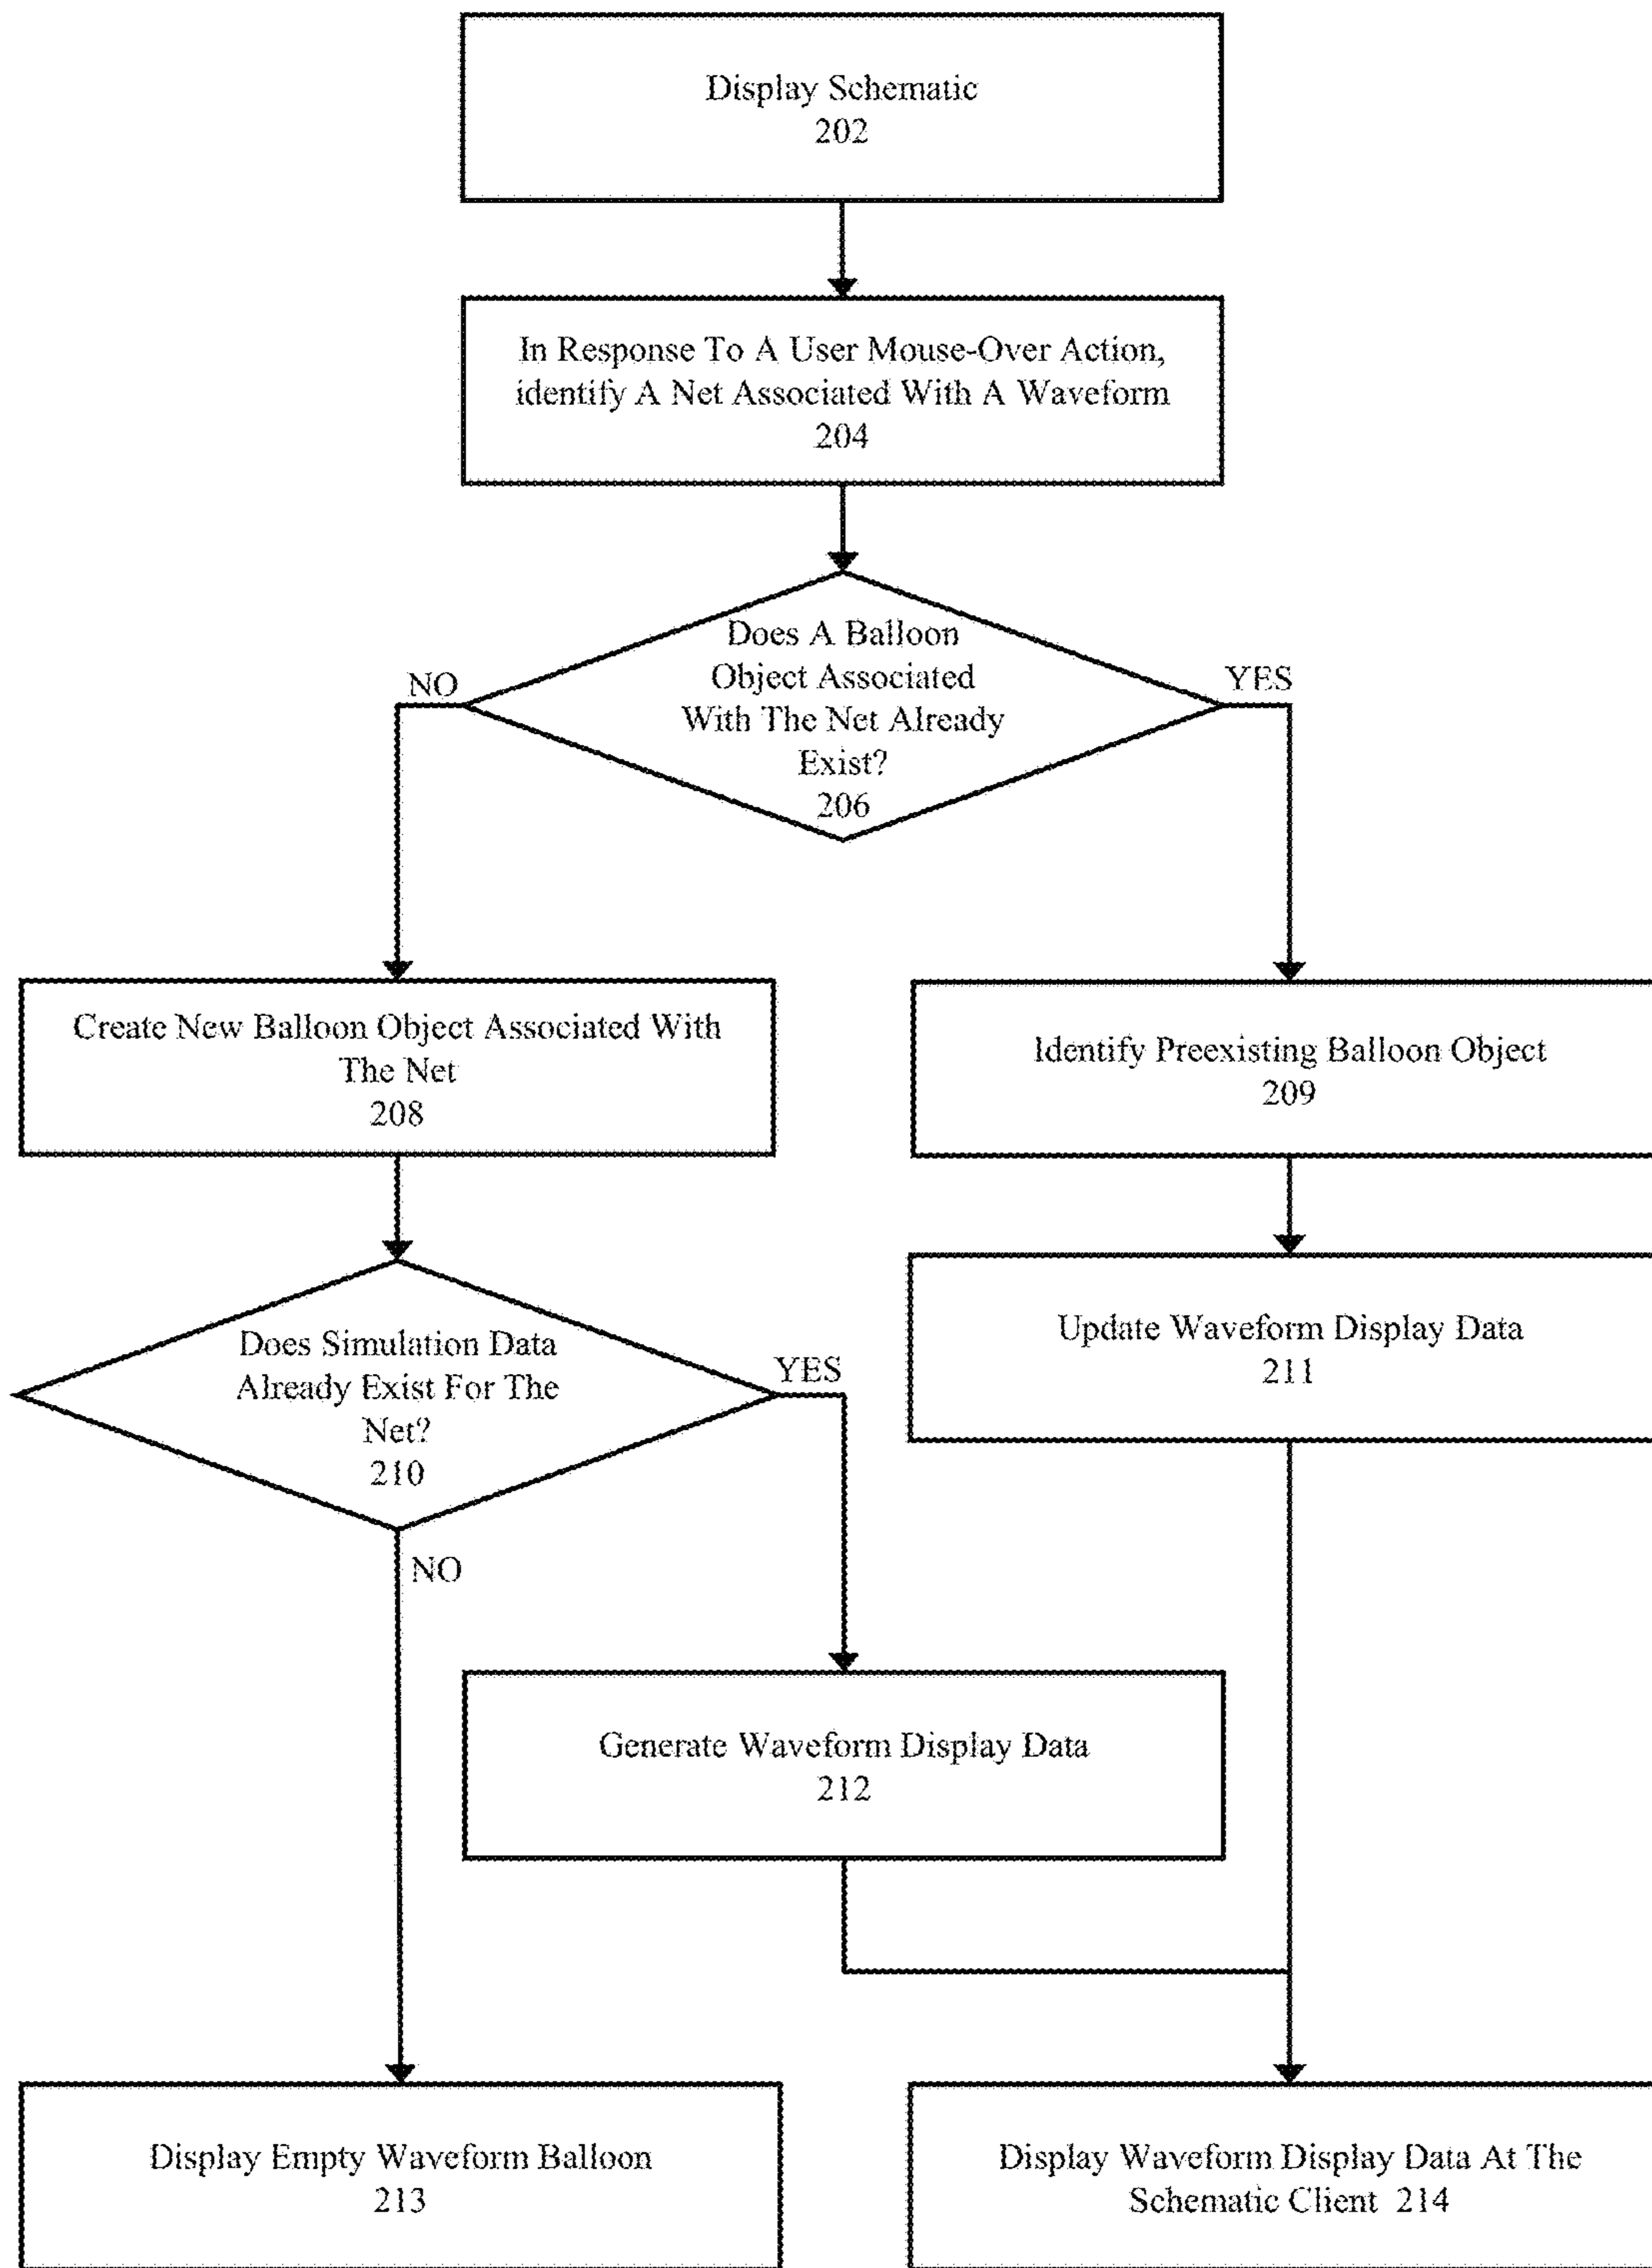 Display Schematic
202
In Response To A User Mouse-Over Action,
identify A Net Associated With A Waveform
204
Does A Balloon
Object Associated
With The Net Already
Exist?
206
NO
YES
Create New Balloon Object Associated With
The Net
208
Identify Preexisting Balloon Object
209
Does Simulation Data
Already Exist For The
Net?
210
YES
NO
Update Waveform Display Data
211
Generate Waveform Display Data
212
Display Empty Waveform Balloon
213
Display Waveform Display Data At The
Schematic Client 214